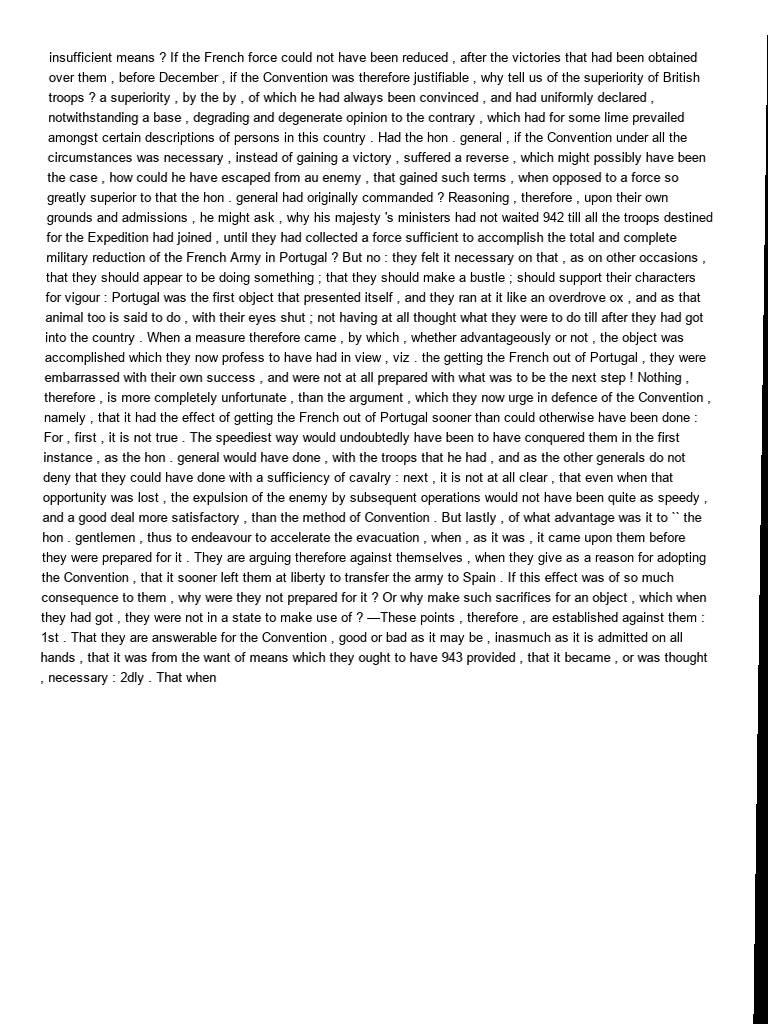 insufficient means ? If the French force could not have been reduced , after the victories that had been obtained
over them , before December , if the Convention was therefore justifiable , why tell us of the superiority of British
troops ? a superiority , by the by , of which he had always been convinced , and had uniformly declared ,
notwithstanding a base , degrading and degenerate opinion to the contrary , which had for some lime prevailed
amongst certain descriptions of persons in this country . Had the hon . general , if the Convention under all the
circumstances was necessary , instead of gaining a victory , suffered a reverse , which might possibly have been
the case , how could he have escaped from au enemy , that gained such terms , when opposed to a force so
greatly superior to that the hon . general had originally commanded ? Reasoning , therefore , upon their own
grounds and admissions , he might ask , why his majesty 's ministers had not waited 942 till all the troops destined
for the Expedition had joined , until they had collected a force sufficient to accomplish the total and complete
military reduction of the French Army in Portugal ? But no : they felt it necessary on that , as on other occasions ,
that they should appear to be doing something ; that they should make a bustle ; should support their characters
for vigour : Portugal was the first object that presented itself , and they ran at it like an overdrove ox , and as that
animal too is said to do , with their eyes shut ; not having at all thought what they were to do till after they had got
into the country . When a measure therefore came , by which , whether advantageously or not , the object was
accomplished which they now profess to have had in view , viz . the getting the French out of Portugal , they were
embarrassed with their own success , and were not at all prepared with what was to be the next step ! Nothing ,
therefore , is more completely unfortunate , than the argument , which they now urge in defence of the Convention ,
namely , that it had the effect of getting the French out of Portugal sooner than could otherwise have been done :
For , first , it is not true . The speediest way would undoubtedly have been to have conquered them in the first
instance , as the hon . general would have done , with the troops that he had , and as the other generals do not
deny that they could have done with a sufficiency of cavalry : next , it is not at all clear , that even when that
opportunity was lost , the expulsion of the enemy by subsequent operations would not have been quite as speedy ,
and a good deal more satisfactory , than the method of Convention . But lastly , of what advantage was it to `` the
hon . gentlemen , thus to endeavour to accelerate the evacuation , when , as it was , it came upon them before
they were prepared for it . They are arguing therefore against themselves , when they give as a reason for adopting
the Convention , that it sooner left them at liberty to transfer the army to Spain . If this effect was of so much
consequence to them , why were they not prepared for it ? Or why make such sacrifices for an object , which when
they had got , they were not in a state to make use of ? —These points , therefore , are established against them :
1st . That they are answerable for the Convention , good or bad as it may be , inasmuch as it is admitted on all
hands , that it was from the want of means which they ought to have 943 provided , that it became , or was thought
, necessary : 2dly . That when